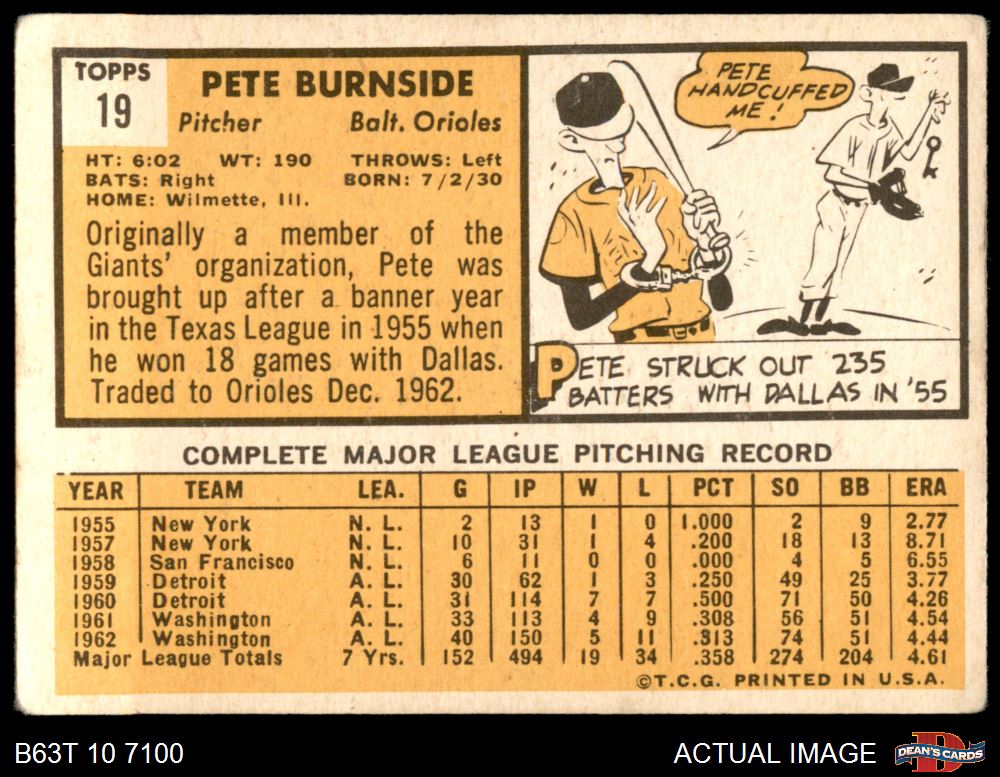 TOPPS
19
PETE BURNSIDE
Pitcher Balt. Orioles
HT: 6:02 WT: 190 THROWS: Left
BATS: Right BORN: 7/2/30
HOME: Wilmette, Ill.
Originally a member of the
Giants' organization, Pete was
brought up after a banner year
in the Texas League in 1955 when
he won 18 games with Dallas.
Traded to Orioles Dec. 1962.
PETE
HANDCUFFED
ME!
PETE STRUCK OUT 235
BATTERS WITH DALLAS IN '55
COMPLETE MAJOR LEAGUE PITCHING RECORD
YEAR TEAM LEA. G IP W L PCT SO BB ERA
1955 New York N. L. 2 13 1 0 1.000 2 9 2.77
1957 New York N. L. 10 31 1 4 .200 18 13 8.71
1958 San Francisco N. L. 6 11 0 0 .000 4 5 6.55
1959 Detroit A. L. 30 62 1 3 .250 49 25 3.77
1960 Detroit A. L. 31 114 7 7 .500 71 50 4.26
1961 Washington A. L. 33 113 4 9 .308 56 51 4.54
1962 Washington A. L. 40 150 5 11 .313 74 51 4.44
Major League Totals 7 Yrs. 152 494 19 34 .358 274 204 4.61
©T.C.G. PRINTED IN U.S.A.
B63T 10 7100 ACTUAL IMAGE
DEAN'S CARDS